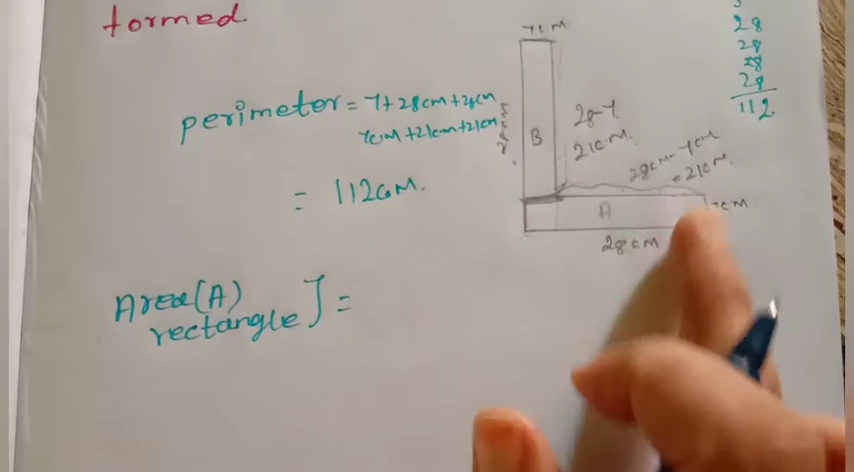 formed.
perimeter = 7+28cm+28cm
7cm+21cm+21cm
= 112cm.
Area(A)
rectangle] =
7cm
B
28-7
21cm.
28cm-7cm
= 21cm.
A
7cm
28cm
28
28
28
28
112